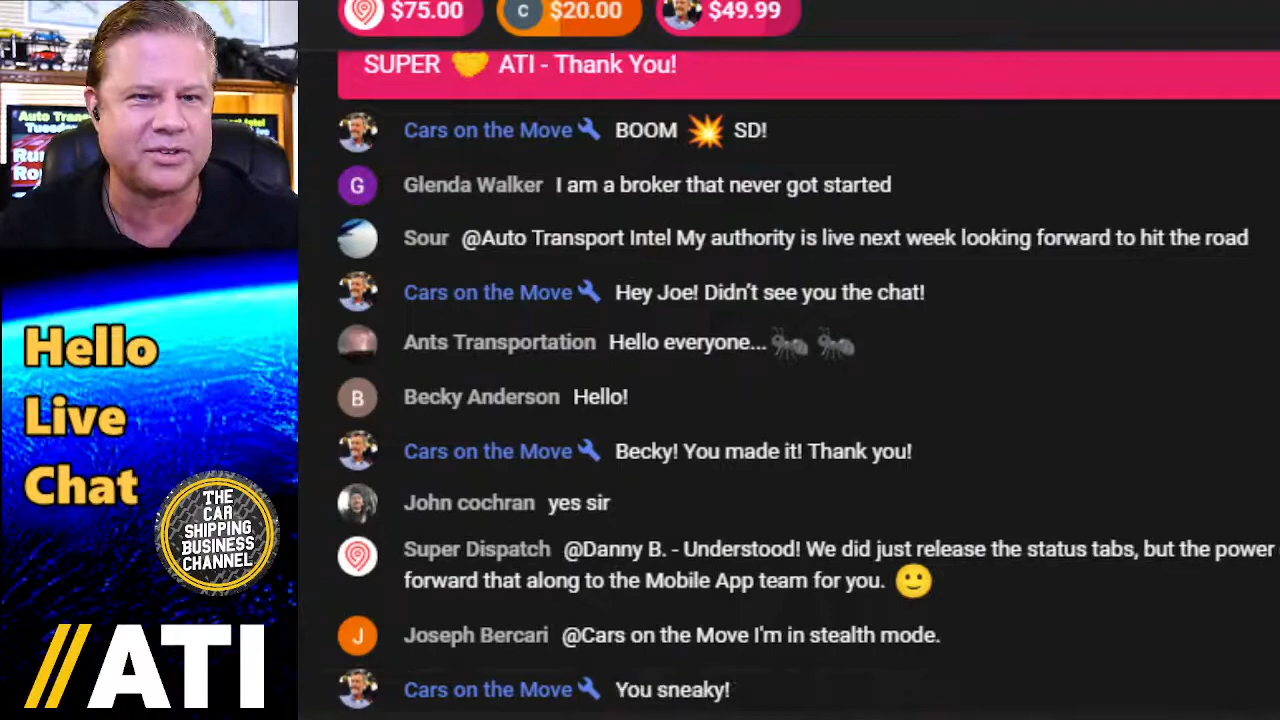 $75.00
C $20.00
$49.99
SUPER 💛 ATI - Thank You!
Cars on the Move BOOM 💥 SD!
G Glenda Walker I am a broker that never got started
Sour @Auto Transport Intel My authority is live next week looking forward to hit the road
Cars on the Move Hey Joe! Didn't see you the chat!
Ants Transportation Hello everyone... 🐜 🐜
B Becky Anderson Hello!
Cars on the Move Becky! You made it! Thank you!
John cochran yes sir
Super Dispatch @Danny B. - Understood! We did just release the status tabs, but the power
forward that along to the Mobile App team for you. 🙂
J Joseph Bercari @Cars on the Move I'm in stealth mode.
Cars on the Move You sneaky!
Auto Tran
Tuesd
Ru
Ro
Hello
Live
Chat
THE
CAR
SHIPPING
BUSINESS
CHANNEL
//ATI